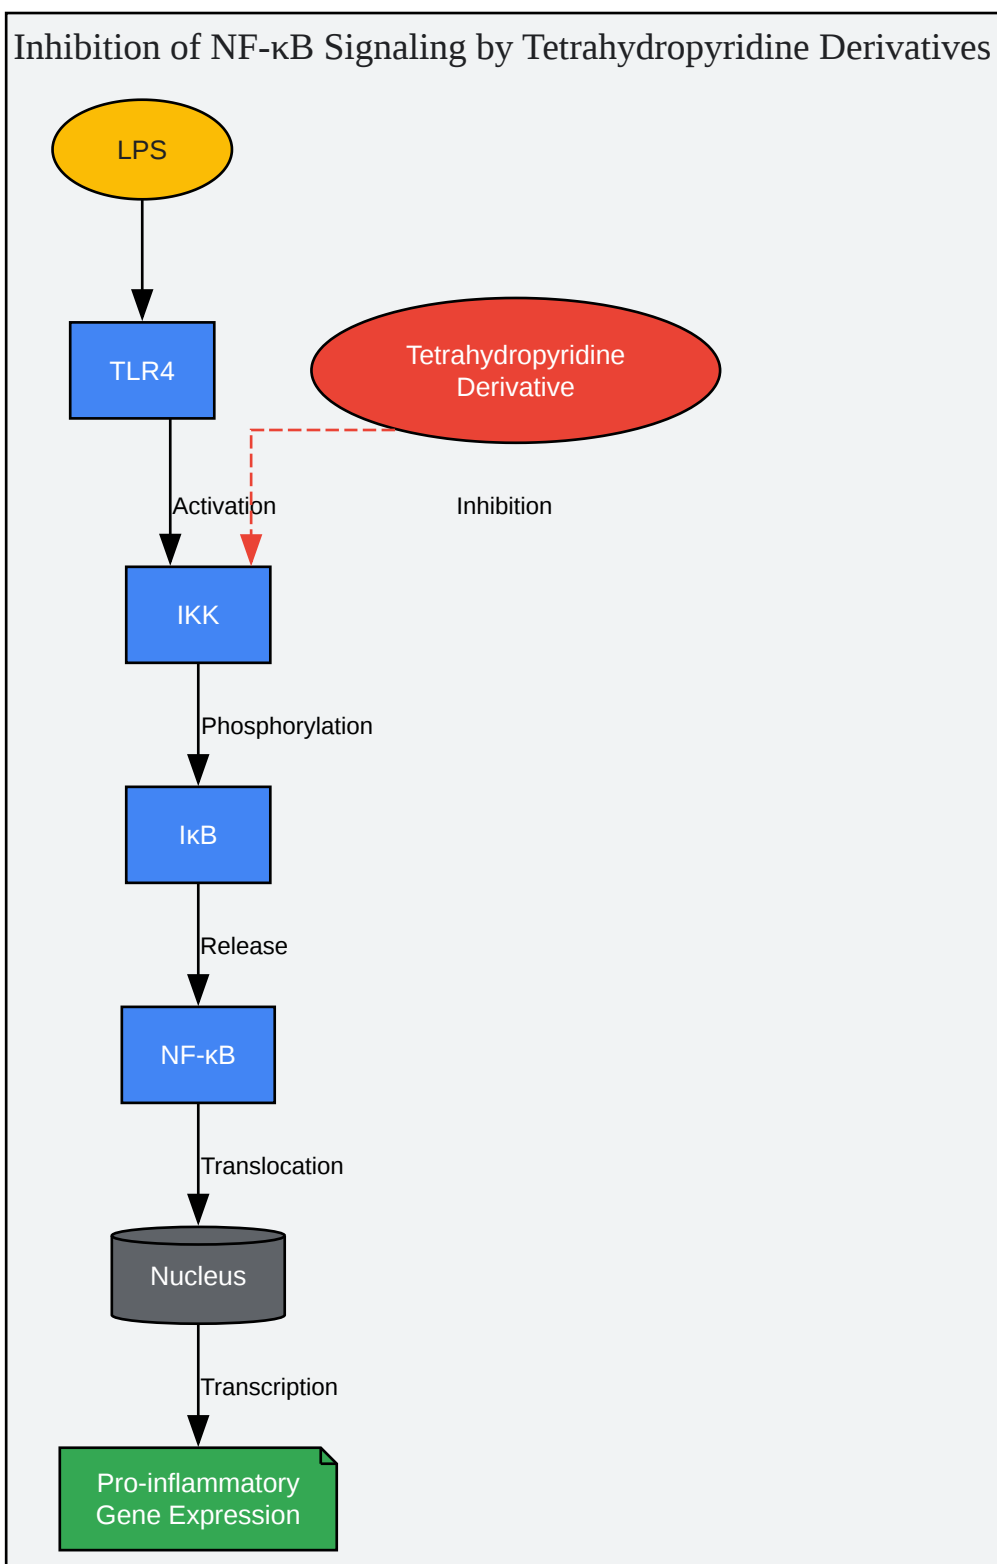 Inhibition of NF-κB Signaling by Tetrahydropyridine Derivatives
LPS
TLR4
Tetrahydropyridine
Derivative
Activation
Inhibition
IKK
Phosphorylation
IκB
Release
NF-κB
Translocation
Nucleus
Transcription
Pro-inflammatory
Gene Expression